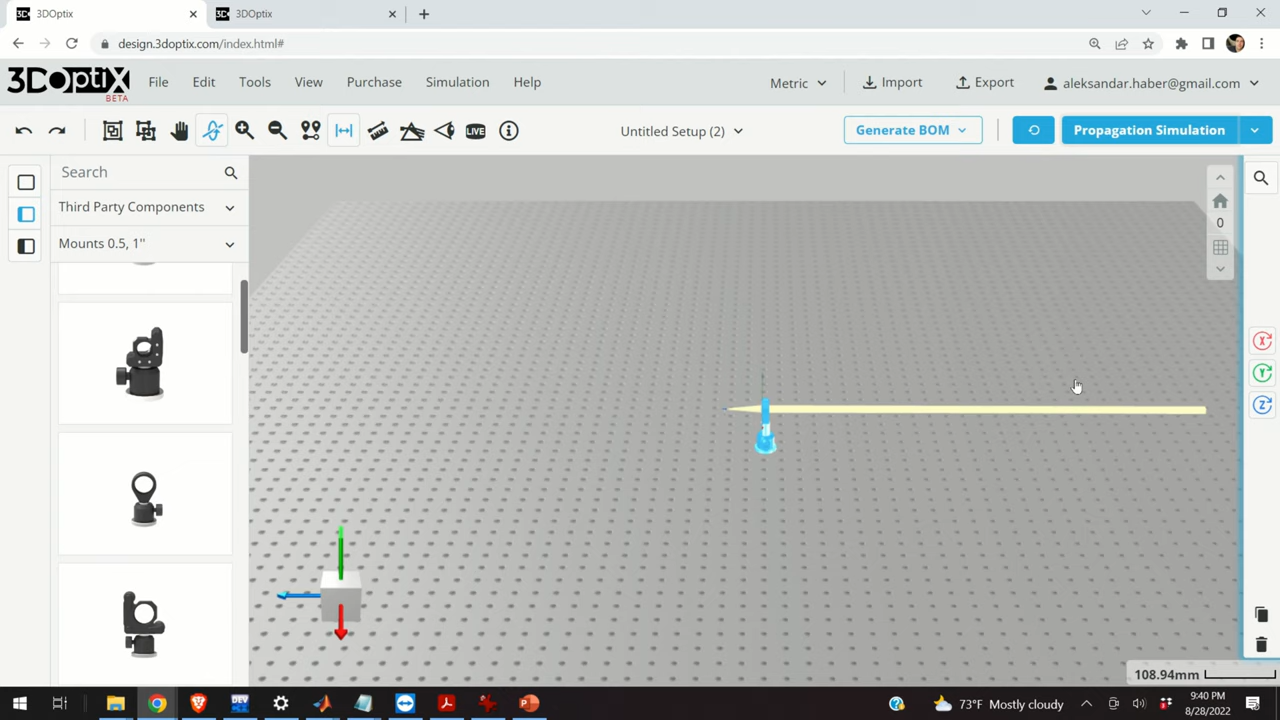 3DOptix
3DOptix
design.3doptix.com/index.html#
3DOptiX
BETA
File
Edit
Tools
View
Purchase
Simulation
Help
Metric
Import
Export
aleksandar.haber@gmail.com
LIVE
Untitled Setup (2)
Generate BOM
Propagation Simulation
Search
Third Party Components
Mounts 0.5, 1''
0
X
Y
Z
108.94mm
DEV
73°F Mostly cloudy
9:40 PM
8/28/2022